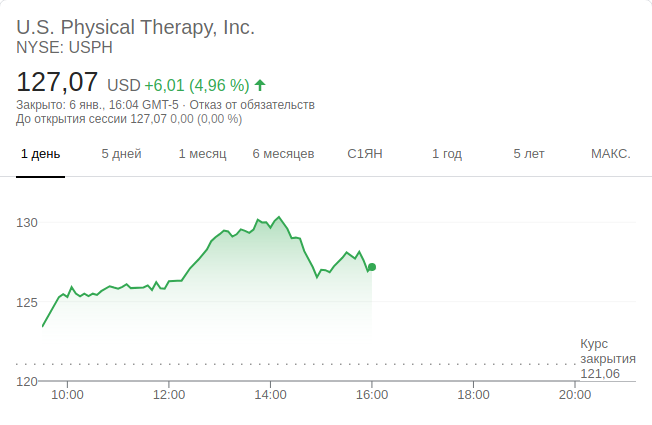 U.S. Physical Therapy, Inc.
NYSE: USPH
127,07 USD +6,01 (4,96 %)
Закрыто: 6 янв., 16:04 GMT-5 · Отказ от обязательств
До открытия сессии 127,07 0,00 (0,00 %)
1 день 5 дней 1 месяц 6 месяцев С1ЯН 1 год 5 лет МАКС.
130
125
120
Курс
закрытия
121,06
10:00 12:00 14:00 16:00 18:00 20:00